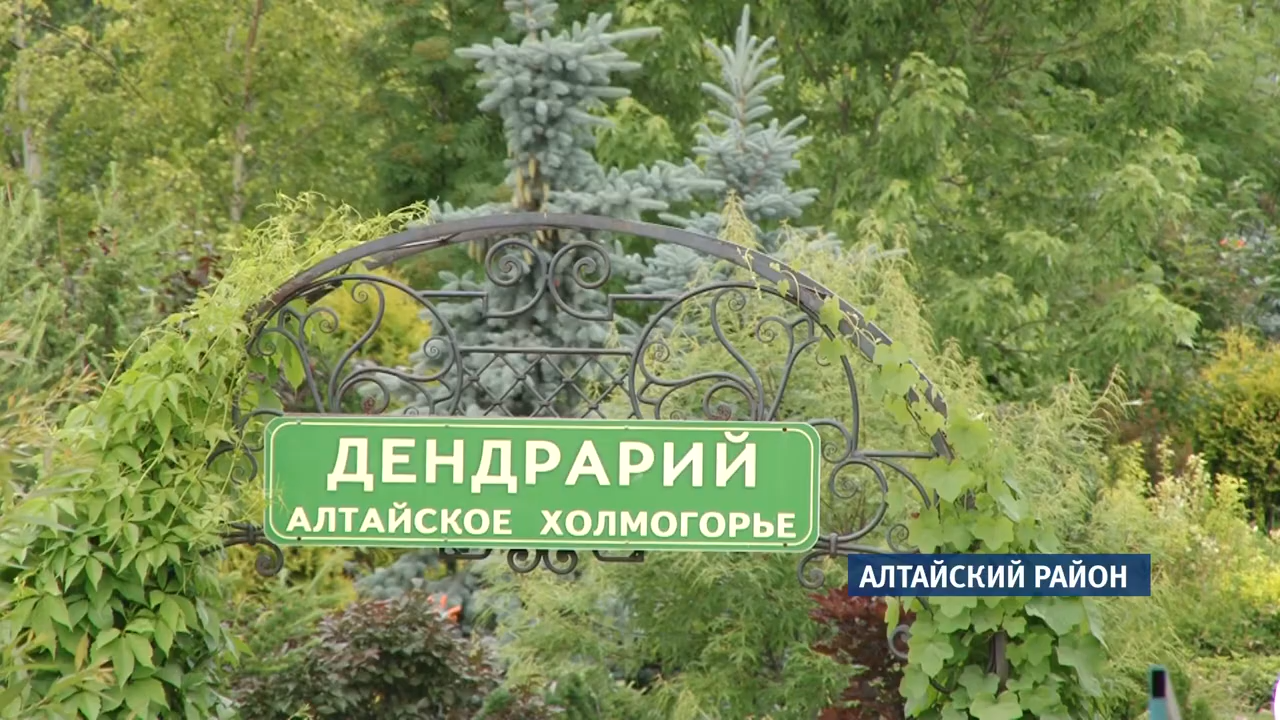 ДЕНДРАРИЙ
АЛТАЙСКОЕ ХОЛМОГОРЬЕ
АЛТАЙСКИЙ РАЙОН